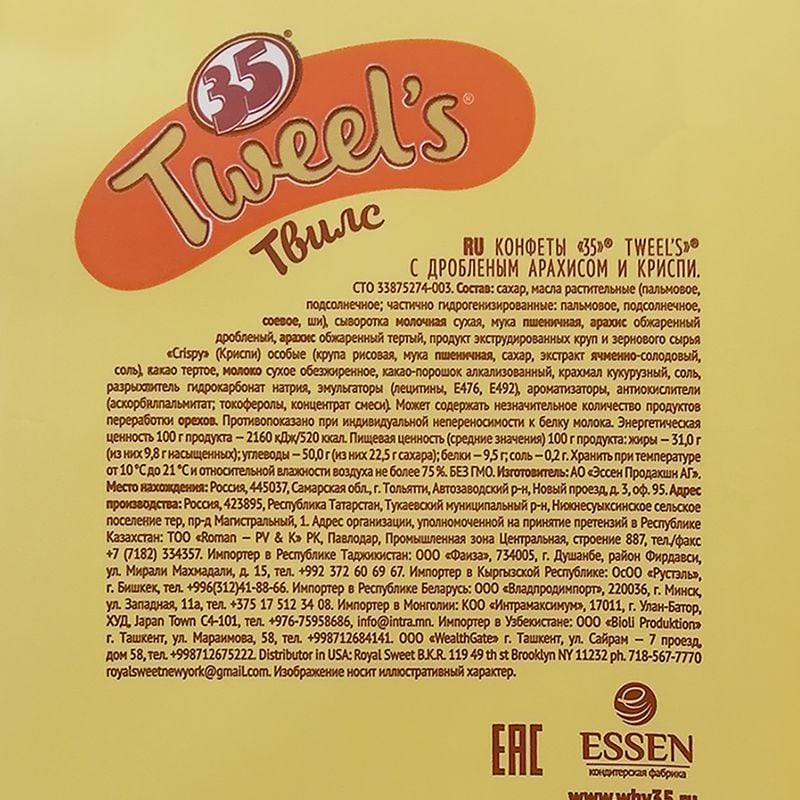 35®
Tweel's®
Твилс
RU КОНФЕТЫ «35»® TWEEL'S»®
С ДРОБЛЕНЫМ АРАХИСОМ И КРИСПИ.
СТО 33875274-003. Состав: сахар, масла растительные (пальмовое,
подсолнечное; частично гидрогенизированные: пальмовое, подсолнечное,
соевое, ши), сыворотка молочная сухая, мука пшеничная, арахис обжаренный
дробленый, арахис обжаренный тертый, продукт экструдированных круп и зернового сырья
«Crispy» (Криспи) особые (крупа рисовая, мука пшеничная, сахар, экстракт ячменно-солодовый,
соль), какао тертое, молоко сухое обезжиренное, какао-порошок алкализованный, крахмал кукурузный, соль,
разрыхлитель гидрокарбонат натрия, эмульгаторы (лецитины, Е476, Е492), ароматизаторы, антиокислители
(аскорбилпальмитат; токоферолы, концентрат смеси). Может содержать незначительное количество продуктов
переработки орехов. Противопоказано при индивидуальной непереносимости к белку молока. Энергетическая
ценность 100 г продукта – 2160 кДж/520 ккал. Пищевая ценность (средние значения) 100 г продукта: жиры – 31,0 г
(из них 9,8 г насыщенных); углеводы – 50,0 г (из них 22,5 г сахара); белки – 9,5 г; соль – 0,2 г. Хранить при температуре
от 10 °С до 21 °С и относительной влажности воздуха не более 75 %. БЕЗ ГМО. Изготовитель: АО «Эссен Продакшн АГ».
Место нахождения: Россия, 445037, Самарская обл., г. Тольятти, Автозаводский р-н, Новый проезд, д. 3, оф. 95. Адрес
производства: Россия, 423895, Республика Татарстан, Тукаевский муниципальный р-н, Нижнесуыксинское сельское
поселение тер, пр-д Магистральный, 1. Адрес организации, уполномоченной на принятие претензий в Республике
Казахстан: ТОО «Roman – PV & K» РК, Павлодар, Промышленная зона Центральная, строение 887, тел./факс
+7 (7182) 334357. Импортер в Республике Таджикистан: ООО «Фаиза», 734005, г. Душанбе, район Фирдавси,
ул. Мирали Махмадали, д. 15, тел. +992 372 60 69 67. Импортер в Кыргызской Республике: ОсОО «Рустэль»,
г. Бишкек, тел. +996(312)41-88-66. Импортер в Республику Беларусь: ООО «Владпродимпорт», 220036, г. Минск,
ул. Западная, 11а, тел. +375 17 512 34 08. Импортер в Монголии: КОО «Интрамаксимум», 17011, г. Улан-Батор,
ХУД, Japan Town C4-101, тел. +976-75958686, info@intra.mn. Импортер в Узбекистане: ООО «Bioli Produktion»
г. Ташкент, ул. Мараимова, 58, тел. +998712684141. ООО «WealthGate» г. Ташкент, ул. Сайрам – 7 проезд,
дом 58, тел. +998712675222. Distributor in USA: Royal Sweet B.K.R. 119 49 th st Brooklyn NY 11232 ph. 718-567-7770
royalsweetnewyork@gmail.com. Изображение носит иллюстративный характер.
EAC
ESSEN
кондитерская фабрика
www.why35.ru